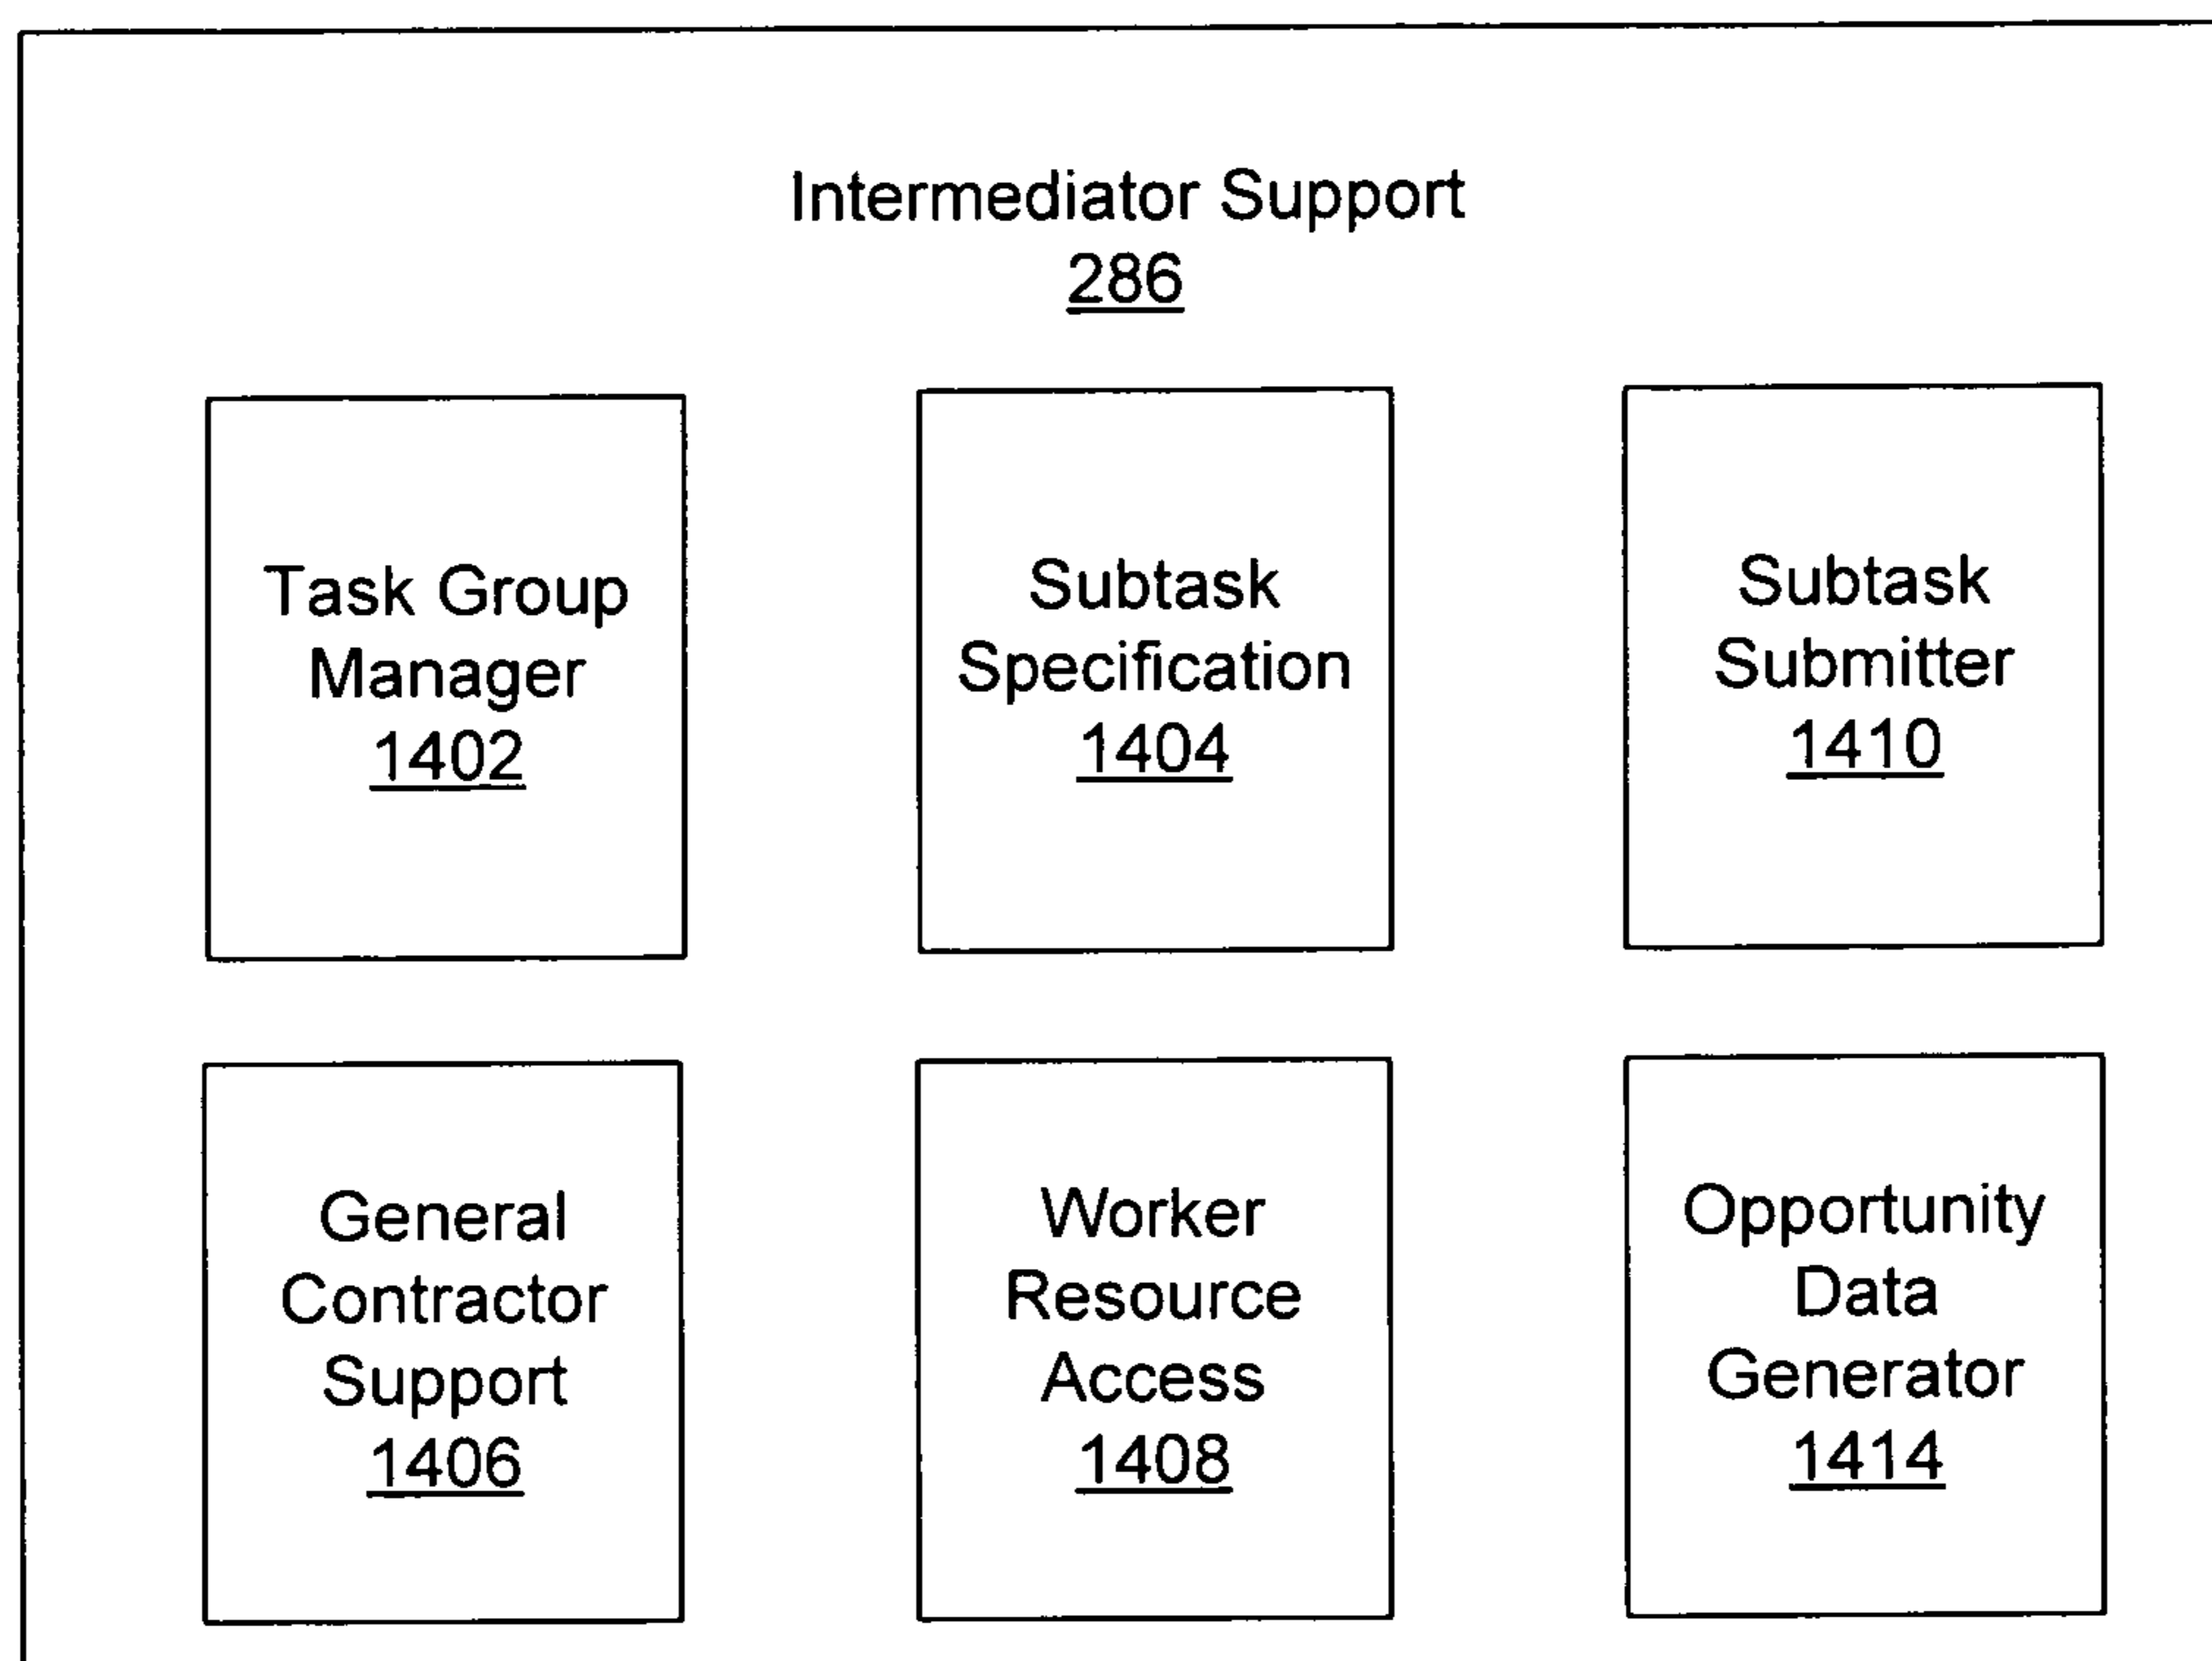 Intermediator Support
286
Task Group
Manager
1402
Subtask
Specification
1404
Subtask
Submitter
1410
General
Contractor
Support
1406
Worker
Resource
Access
1408
Opportunity
Data
Generator
1414